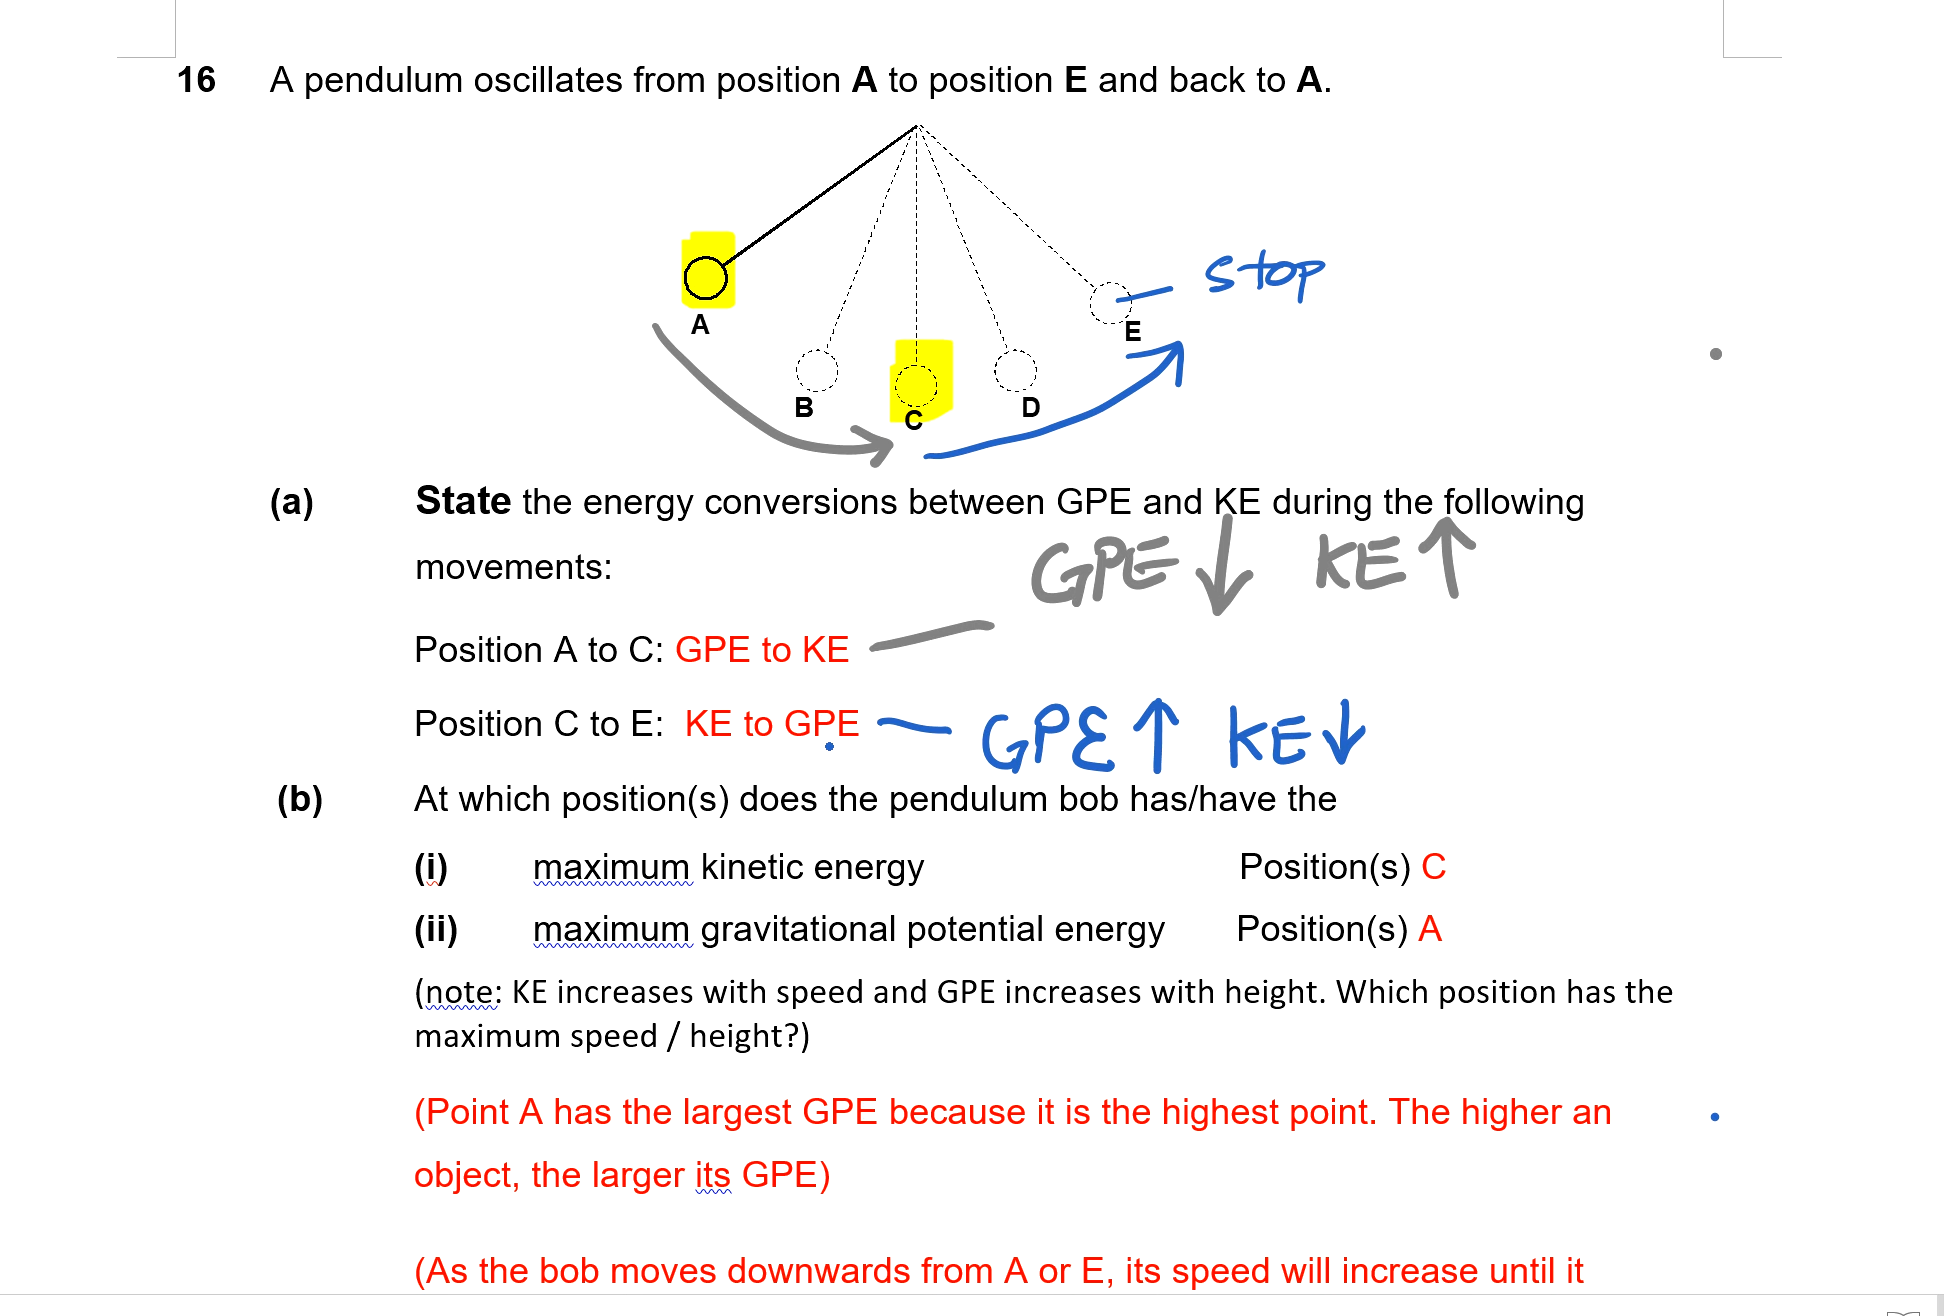 16 A pendulum oscillates from position A to position E and back to A.
stop
A
E
B
C
D
(a) State the energy conversions between GPE and KE during the following
movements:
GPE ↓ KE ↑
Position A to C: GPE to KE
Position C to E: KE to GPE
GPE ↑ KE ↓
(b) At which position(s) does the pendulum bob has/have the
(i) maximum kinetic energy Position(s) C
(ii) maximum gravitational potential energy Position(s) A
(note: KE increases with speed and GPE increases with height. Which position has the
maximum speed / height?)
(Point A has the largest GPE because it is the highest point. The higher an
object, the larger its GPE)
(As the bob moves downwards from A or E, its speed will increase until it